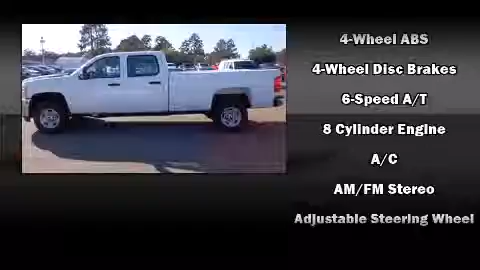 4-Wheel ABS
4-Wheel Disc Brakes
6-Speed A/T
8 Cylinder Engine
A/C
AM/FM Stereo
Adjustable Steering Wheel